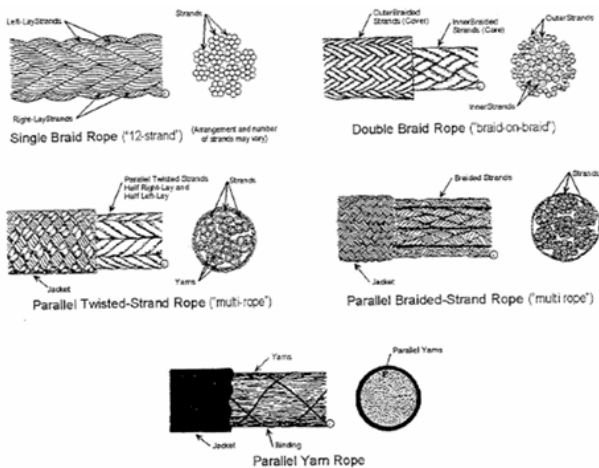 Left-LayStrands
Strands
Right-LayStrands
Single Braid Rope ("12-strand")
(Arrangement and number
of strands may vary)
OuterBraided
Strands (Cover)
InnerBraided
Strands (Core)
OuterStrands
InnerStrands
Double Braid Rope ("braid-on-braid")
Parallel Twisted Strands
Half Right-Lay and
Half Left-Lay
Strands
Yarns
Jacket
Parallel Twisted-Strand Rope ("multi-rope")
Braided Strands
Strands
Jacket
Parallel Braided-Strand Rope ("multi rope")
Yarns
Parallel Yarns
Jacket
Binding
Parallel Yarn Rope